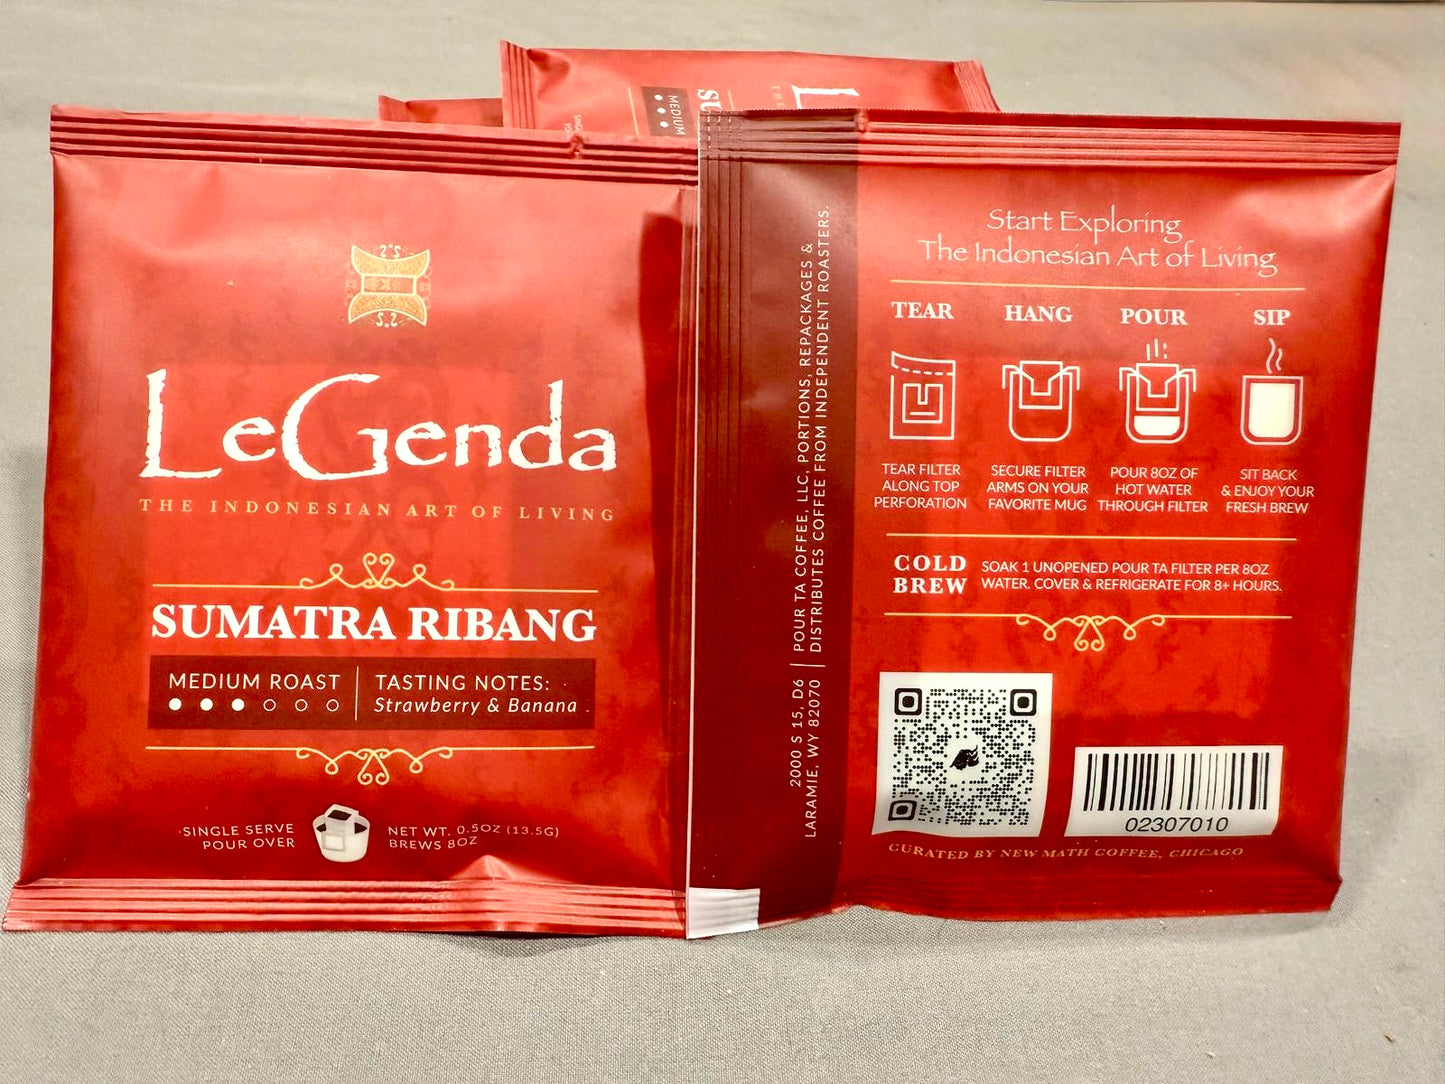 MEDIUM
LeGenda
THE INDONESIAN ART OF LIVING
SUMATRA RIBANG
MEDIUM ROAST
TASTING NOTES:
Strawberry & Banana
SINGLE SERVE
POUR OVER
NET WT. 0.5OZ (13.5G)
BREWS 8OZ
2000 S 15, D6 | POUR TA COFFEE, LLC, PORTIONS, REPACKAGES &
LARAMIE, WY 82070 | DISTRIBUTES COFFEE FROM INDEPENDENT ROASTERS.
Start Exploring
The Indonesian Art of Living
TEAR
HANG
POUR
SIP
TEAR FILTER
ALONG TOP
PERFORATION
SECURE FILTER
ARMS ON YOUR
FAVORITE MUG
POUR 8OZ OF
HOT WATER
THROUGH FILTER
SIT BACK
& ENJOY YOUR
FRESH BREW
COLD
BREW
SOAK 1 UNOPENED POUR TA FILTER PER 8OZ
WATER. COVER & REFRIGERATE FOR 8+ HOURS.
02307010
CURATED BY NEW MATH COFFEE, CHICAGO